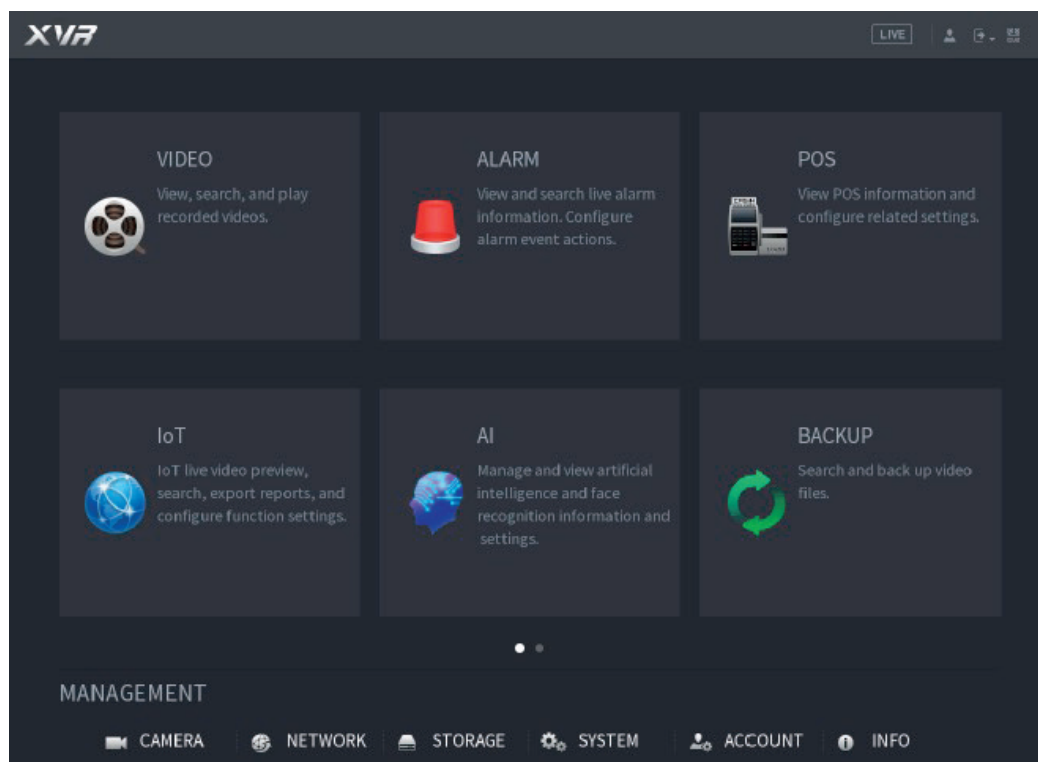 XVR
LIVE
VIDEO
View, search, and play
recorded videos.
ALARM
View and search live alarm
information. Configure
alarm event actions.
POS
View POS information and
configure related settings.
IoT
IoT live video preview,
search, export reports, and
configure function settings.
AI
Manage and view artificial
intelligence and face
recognition information and
settings.
BACKUP
Search and back up video
files.
MANAGEMENT
CAMERA NETWORK STORAGE SYSTEM ACCOUNT INFO